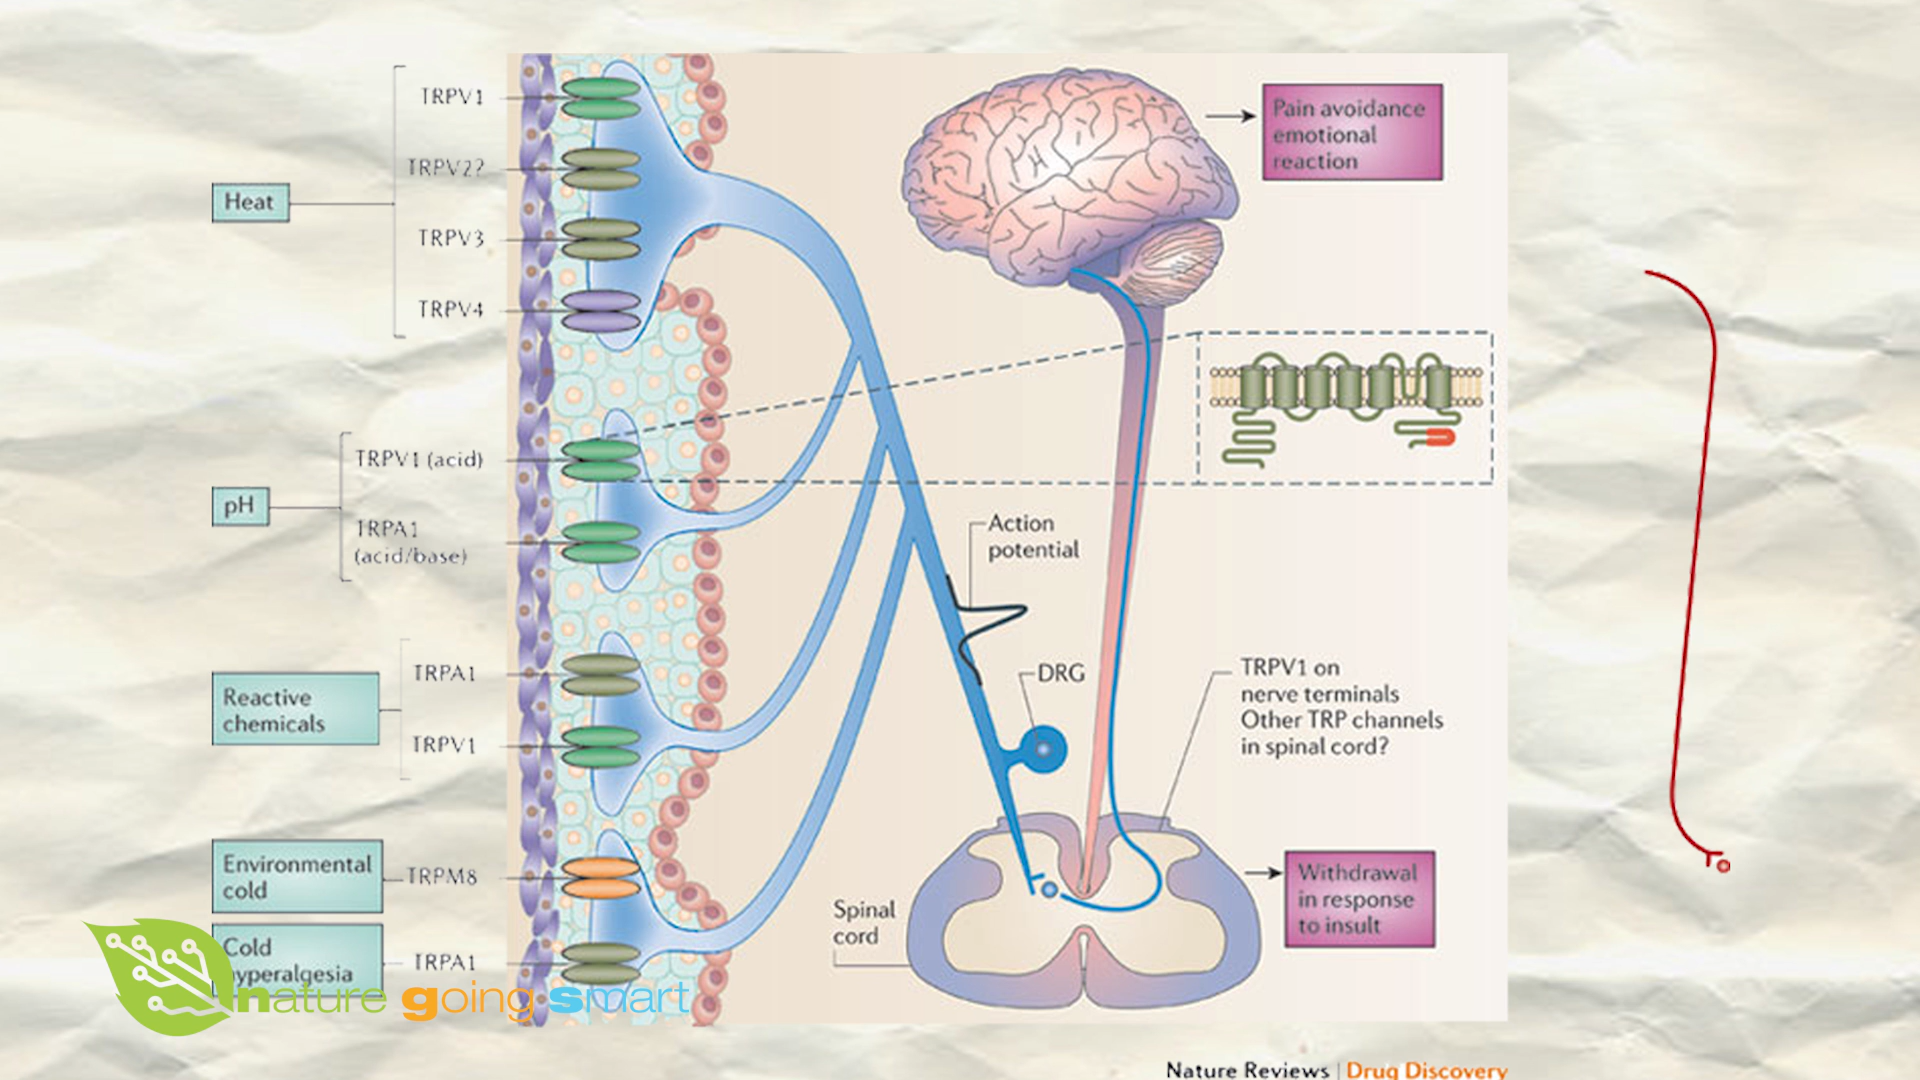 TRPV1
TRPV2?
Heat
TRPV3
TRPV4
pH
TRPV1 (acid)
TRPA1
(acid/base)
Reactive
chemicals
TRPA1
TRPV1
Environmental
cold
TRPM8
Cold
hyperalgesia
TRPA1
Pain avoidance
emotional
reaction
Action
potential
DRG
TRPV1 on
nerve terminals
Other TRP channels
in spinal cord?
Spinal
cord
Withdrawal
in response
to insult
nature going smart
Nature Reviews | Drug Discovery